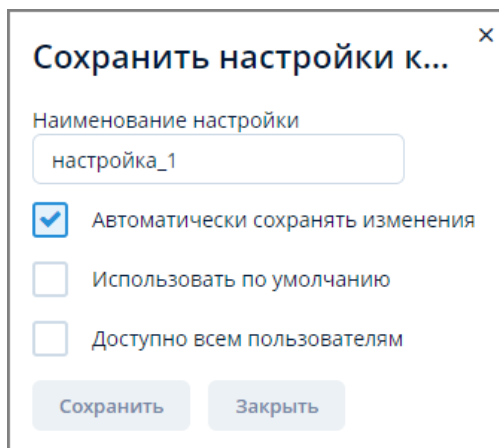 Сохранить настройки к...
Наименование настройки
настройка_1
Автоматически сохранять изменения
Использовать по умолчанию
Доступно всем пользователям
Сохранить Закрыть